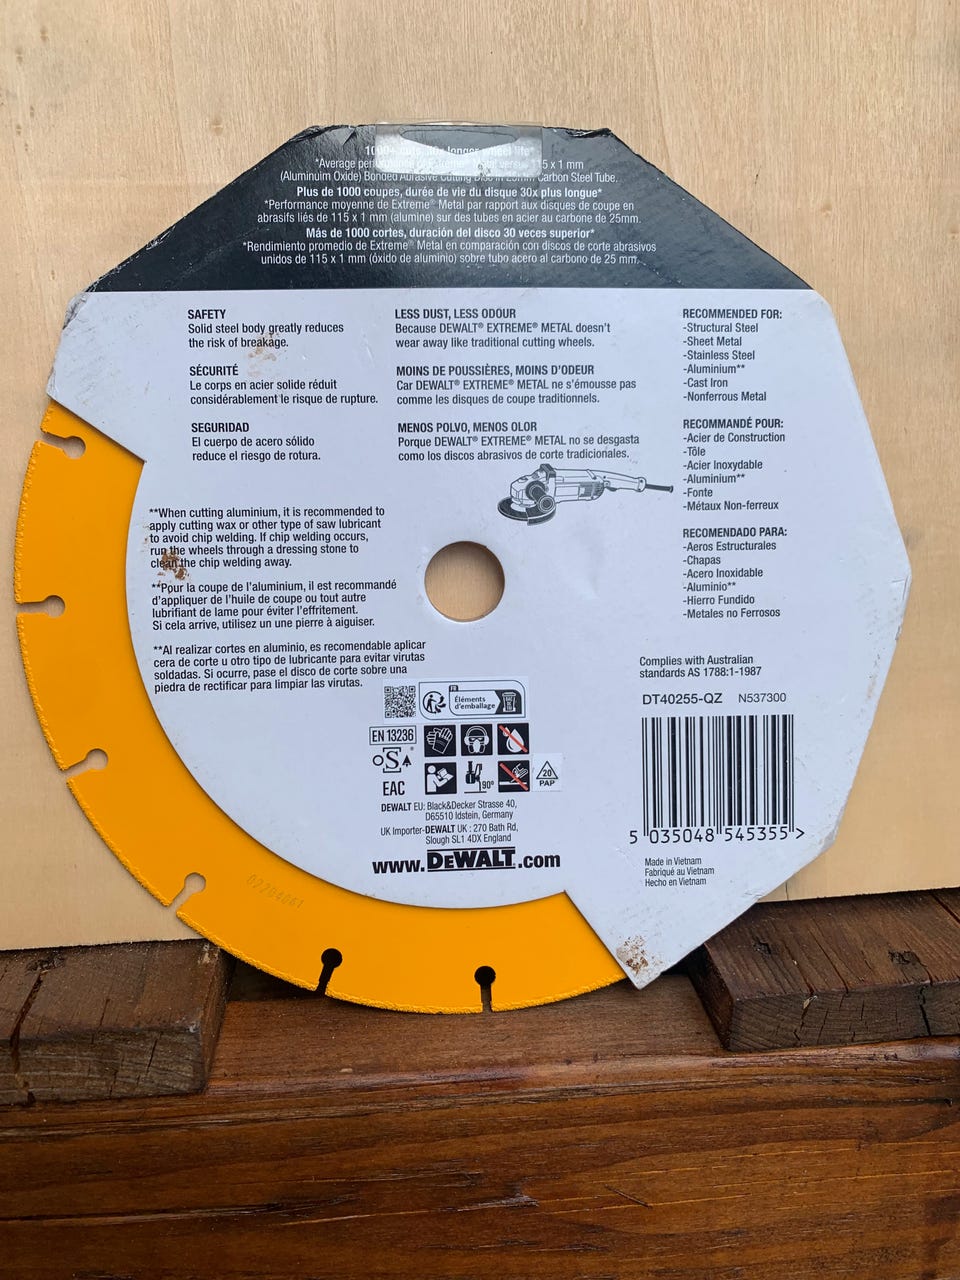 1000+ cuts, 30x longer wheel life*
*Average performance of Extreme® Metal versus 115 x 1 mm
(Aluminum Oxide) Bonded Abrasive Cutting Disc in 25mm Carbon Steel Tube.
Plus de 1000 coupes, durée de vie du disque 30x plus longue*
*Performance moyenne de Extreme® Metal par rapport aux disques de coupe en
abrasifs liés de 115 x 1 mm (alumine) sur des tubes en acier au carbone de 25mm.
Más de 1000 cortes, duración del disco 30 veces superior*
*Rendimiento promedio de Extreme® Metal en comparación con discos de corte abrasivos
unidos de 115 x 1 mm (óxido de aluminio) sobre tubo acero al carbono de 25 mm.
SAFETY
Solid steel body greatly reduces
the risk of breakage.
SÉCURITÉ
Le corps en acier solide réduit
considérablement le risque de rupture.
SEGURIDAD
El cuerpo de acero sólido
reduce el riesgo de rotura.
LESS DUST, LESS ODOUR
Because DEWALT® EXTREME® METAL doesn't
wear away like traditional cutting wheels.
MOINS DE POUSSIÈRES, MOINS D'ODEUR
Car DEWALT® EXTREME® METAL ne s'émousse pas
comme les disques de coupe traditionnels.
MENOS POLVO, MENOS OLOR
Porque DEWALT® EXTREME® METAL no se desgasta
como los discos abrasivos de corte tradicionales.
RECOMMENDED FOR:
-Structural Steel
-Sheet Metal
-Stainless Steel
-Aluminium**
-Cast Iron
-Nonferrous Metal
RECOMMANDÉ POUR:
-Acier de Construction
-Tôle
-Acier Inoxydable
-Aluminium**
-Fonte
-Métaux Non-ferreux
RECOMENDADO PARA:
-Aeros Estructurales
-Chapas
-Acero Inoxidable
-Aluminio**
-Hierro Fundido
-Metales no Ferrosos
**When cutting aluminium, it is recommended to
apply cutting wax or other type of saw lubricant
to avoid chip welding. If chip welding occurs,
run the wheels through a dressing stone to
clean the chip welding away.
**Pour la coupe de l'aluminium, il est recommandé
d'appliquer de l'huile de coupe ou tout autre
lubrifiant de lame pour éviter l'effritement.
Si cela arrive, utilisez un une pierre à aiguiser.
**Al realizar cortes en aluminio, es recomendable aplicar
cera de corte u otro tipo de lubricante para evitar virutas
soldadas. Si ocurre, pase el disco de corte sobre una
piedra de rectificar para limpiar las virutas.
FR
Éléments
d'emballage
EN 13236
oSa
EAC
90°
20
PAP
DEWALT EU: Black&Decker Strasse 40,
D65510 Idstein, Germany
UK Importer-DEWALT UK : 270 Bath Rd,
Slough SL1 4DX England
www.DEWALT.com
Complies with Australian
standards AS 1788:1-1987
DT40255-QZ N537300
5 035048 545355 >
Made in Vietnam
Fabriqué au Vietnam
Hecho en Vietnam
02204061